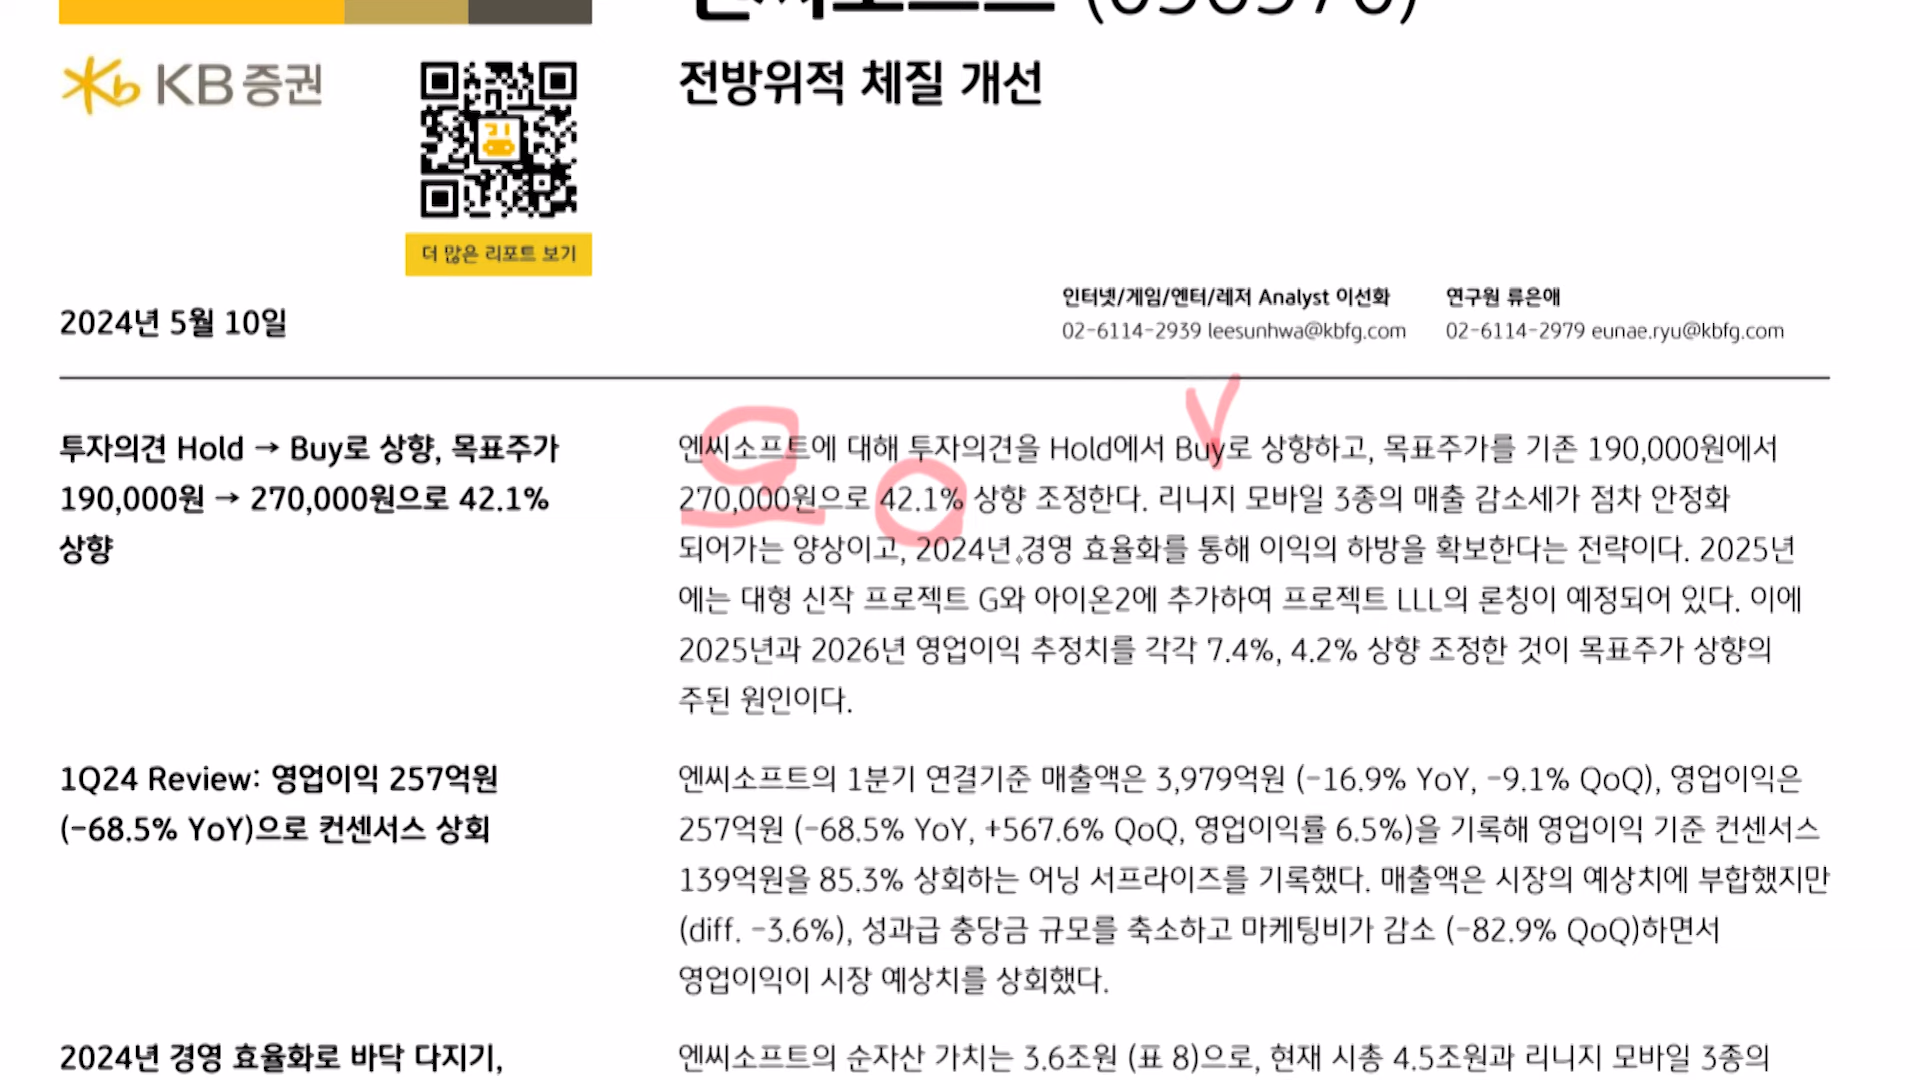 엔씨소프트 (036570)
KB증권
전방위적 체질 개선
더 많은 리포트 보기
2024년 5월 10일
인터넷/게임/엔터/레저 Analyst 이선화
02-6114-2939 leesunhwa@kbfg.com
연구원 류은애
02-6114-2979 eunae.ryu@kbfg.com
투자의견 Hold → Buy로 상향, 목표주가
190,000원 → 270,000원으로 42.1%
상향
엔씨소프트에 대해 투자의견을 Hold에서 Buy로 상향하고, 목표주가를 기존 190,000원에서
270,000원으로 42.1% 상향 조정한다. 리니지 모바일 3종의 매출 감소세가 점차 안정화
되어가는 양상이고, 2024년 경영 효율화를 통해 이익의 하방을 확보한다는 전략이다. 2025년
에는 대형 신작 프로젝트 G와 아이온2에 추가하여 프로젝트 LLL의 론칭이 예정되어 있다. 이에
2025년과 2026년 영업이익 추정치를 각각 7.4%, 4.2% 상향 조정한 것이 목표주가 상향의
주된 원인이다.
1Q24 Review: 영업이익 257억원
(-68.5% YoY)으로 컨센서스 상회
엔씨소프트의 1분기 연결기준 매출액은 3,979억원 (-16.9% YoY, -9.1% QoQ), 영업이익은
257억원 (-68.5% YoY, +567.6% QoQ, 영업이익률 6.5%)을 기록해 영업이익 기준 컨센서스
139억원을 85.3% 상회하는 어닝 서프라이즈를 기록했다. 매출액은 시장의 예상치에 부합했지만
(diff. -3.6%), 성과급 충당금 규모를 축소하고 마케팅비가 감소 (-82.9% QoQ)하면서
영업이익이 시장 예상치를 상회했다.
2024년 경영 효율화로 바닥 다지기,
엔씨소프트의 순자산 가치는 3.6조원 (표 8)으로, 현재 시총 4.5조원과 리니지 모바일 3종의